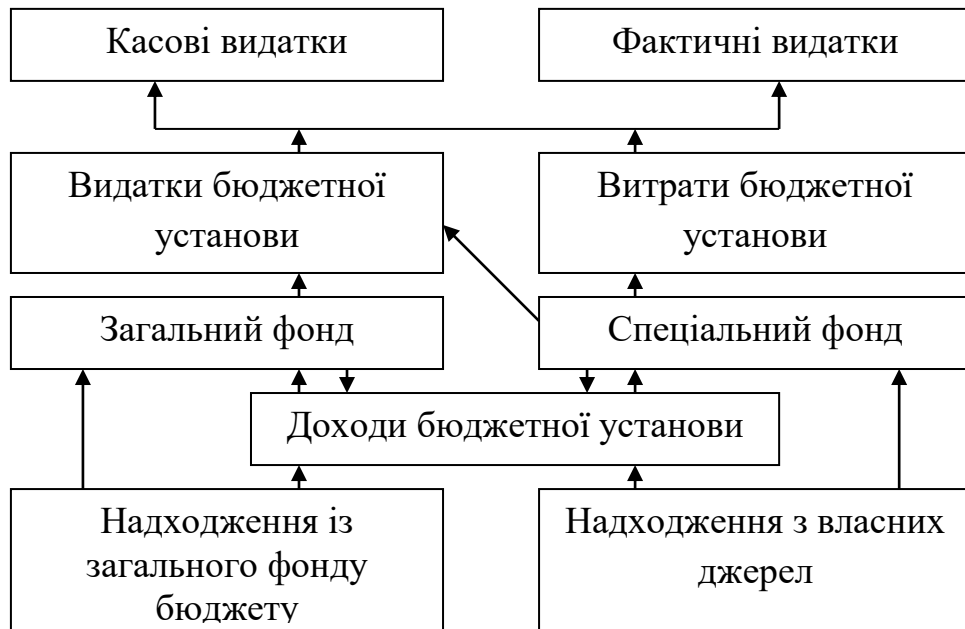 Касові видатки
Фактичні видатки
Видатки бюджетної
установи
Витрати бюджетної
установи
Загальний фонд
Спеціальний фонд
Доходи бюджетної установи
Надходження із
загального фонду
бюджету
Надходження з власних
джерел